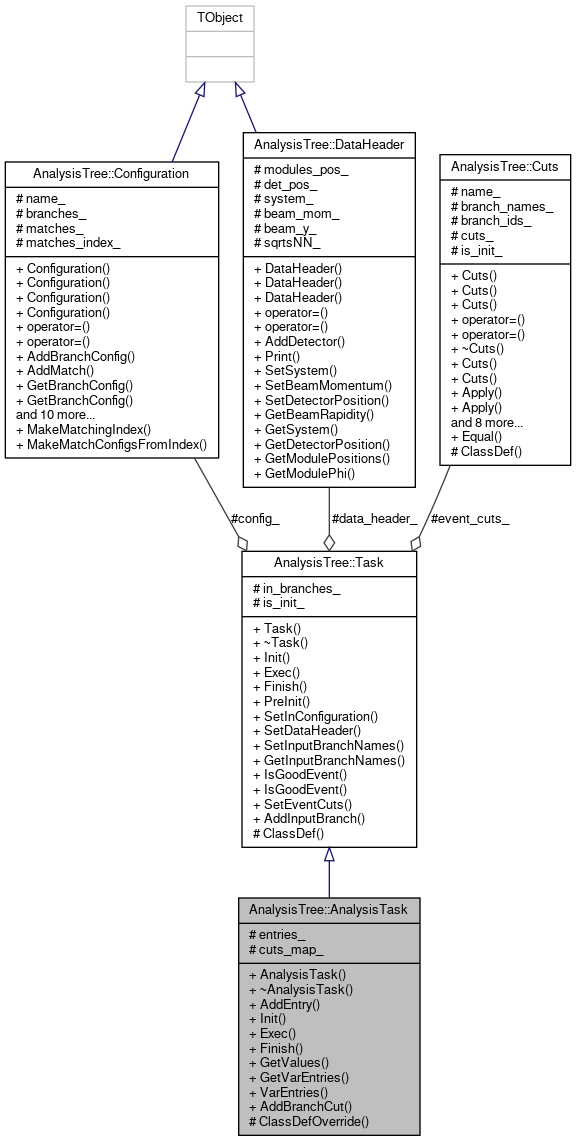 TObject
AnalysisTree::Configuration
# name_
# branches_
# matches_
# matches_index_
+ Configuration()
+ Configuration()
+ Configuration()
+ Configuration()
+ operator=()
+ operator=()
+ AddBranchConfig()
+ AddMatch()
+ GetBranchConfig()
+ GetBranchConfig()
and 10 more...
+ MakeMatchingIndex()
+ MakeMatchConfigsFromIndex()
AnalysisTree::DataHeader
# modules_pos_
# det_pos_
# system_
# beam_mom_
# beam_y_
# sqrtsNN_
+ DataHeader()
+ DataHeader()
+ DataHeader()
+ operator=()
+ operator=()
+ AddDetector()
+ Print()
+ SetSystem()
+ SetBeamMomentum()
+ SetDetectorPosition()
+ GetBeamRapidity()
+ GetSystem()
+ GetDetectorPosition()
+ GetModulePositions()
+ GetModulePhi()
AnalysisTree::Cuts
# name_
# branch_names_
# branch_ids_
# cuts_
# is_init_
+ Cuts()
+ Cuts()
+ Cuts()
+ operator=()
+ operator=()
+ ~Cuts()
+ Cuts()
+ Cuts()
+ Apply()
+ Apply()
and 8 more...
+ Equal()
# ClassDef()
#config_
#data_header_
#event_cuts_
AnalysisTree::Task
# in_branches_
# is_init_
+ Task()
+ ~Task()
+ Init()
+ Exec()
+ Finish()
+ PreInit()
+ SetInConfiguration()
+ SetDataHeader()
+ SetInputBranchNames()
+ GetInputBranchNames()
+ IsGoodEvent()
+ IsGoodEvent()
+ SetEventCuts()
+ AddInputBranch()
# ClassDef()
AnalysisTree::AnalysisTask
# entries_
# cuts_map_
+ AnalysisTask()
+ ~AnalysisTask()
+ AddEntry()
+ Init()
+ Exec()
+ Finish()
+ GetValues()
+ GetVarEntries()
+ VarEntries()
+ AddBranchCut()
# ClassDefOverride()